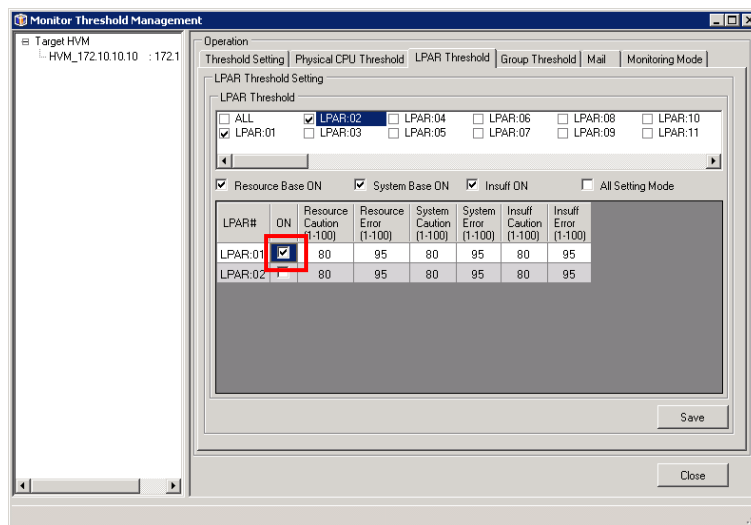 Monitor Threshold Management
Target HVM
HVM_172.10.10.10 : 172.1
Operation
Threshold Setting Physical CPU Threshold LPAR Threshold Group Threshold Mail Monitoring Mode
LPAR Threshold Setting
LPAR Threshold
ALL LPAR:02 LPAR:04 LPAR:06 LPAR:08 LPAR:10
LPAR:01 LPAR:03 LPAR:05 LPAR:07 LPAR:09 LPAR:11
Resource Base ON System Base ON Insuff ON All Setting Mode
LPAR# ON Resource Caution (1-100) Resource Error (1-100) System Caution (1-100) System Error (1-100) Insuff Caution (1-100) Insuff Error (1-100)
LPAR:01 80 95 80 95 80 95
LPAR:02 80 95 80 95 80 95
Save
Close